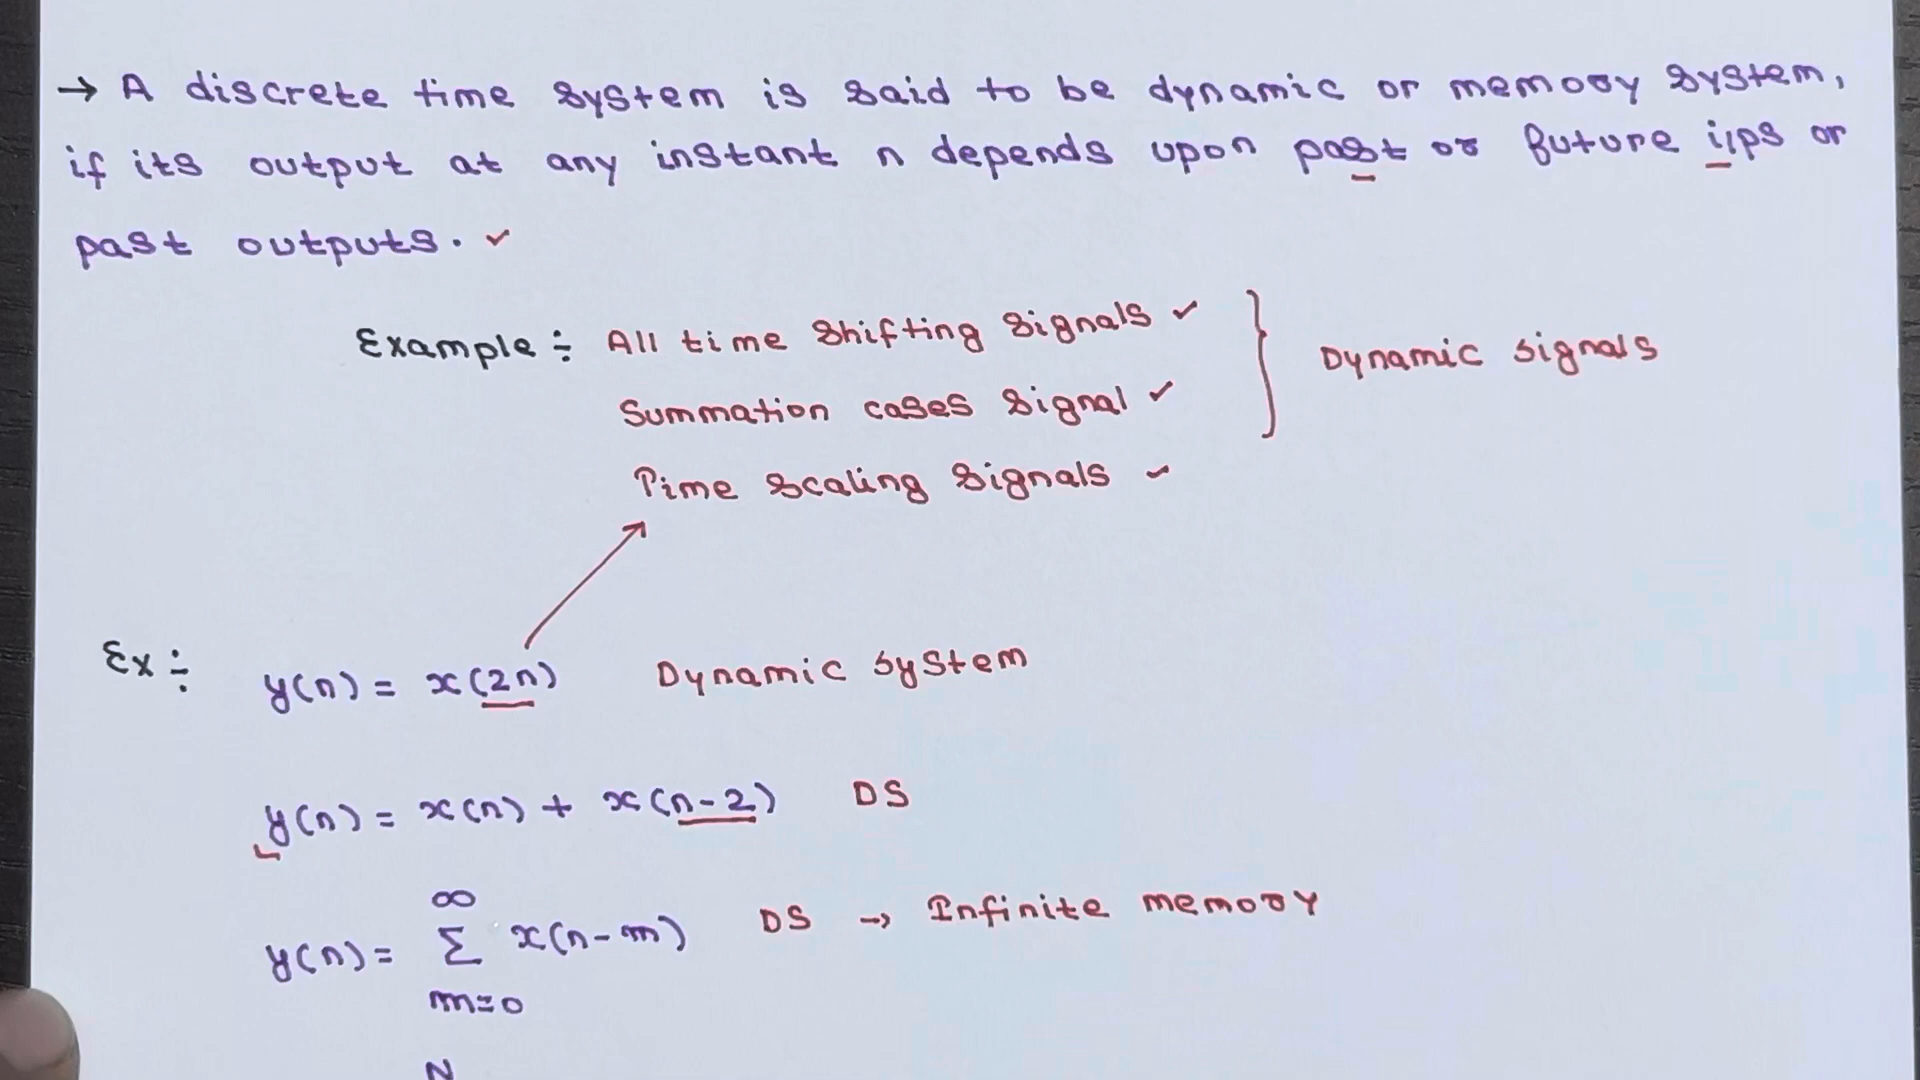 → A discrete time system is said to be dynamic or memory system,
if its output at any instant n depends upon past or future i/ps or
past outputs. ✓
Example ÷ All time shifting signals ✓
Summation cases signal ✓
} Dynamic signals
Time scaling signals ✓
Ex ÷ y(n) = x(2n) Dynamic system
y(n) = x(n) + x(n-2) DS
∞
y(n) = Σ x(n-m) DS → Infinite memory
m=0
N